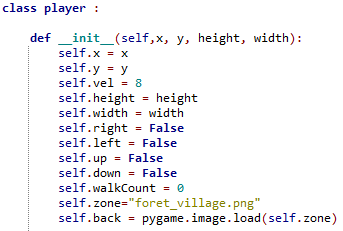 class player :
def __init__(self,x, y, height, width):
self.x = x
self.y = y
self.vel = 8
self.height = height
self.width = width
self.right = False
self.left = False
self.up = False
self.down = False
self.walkCount = 0
self.zone="foret_village.png"
self.back = pygame.image.load(self.zone)